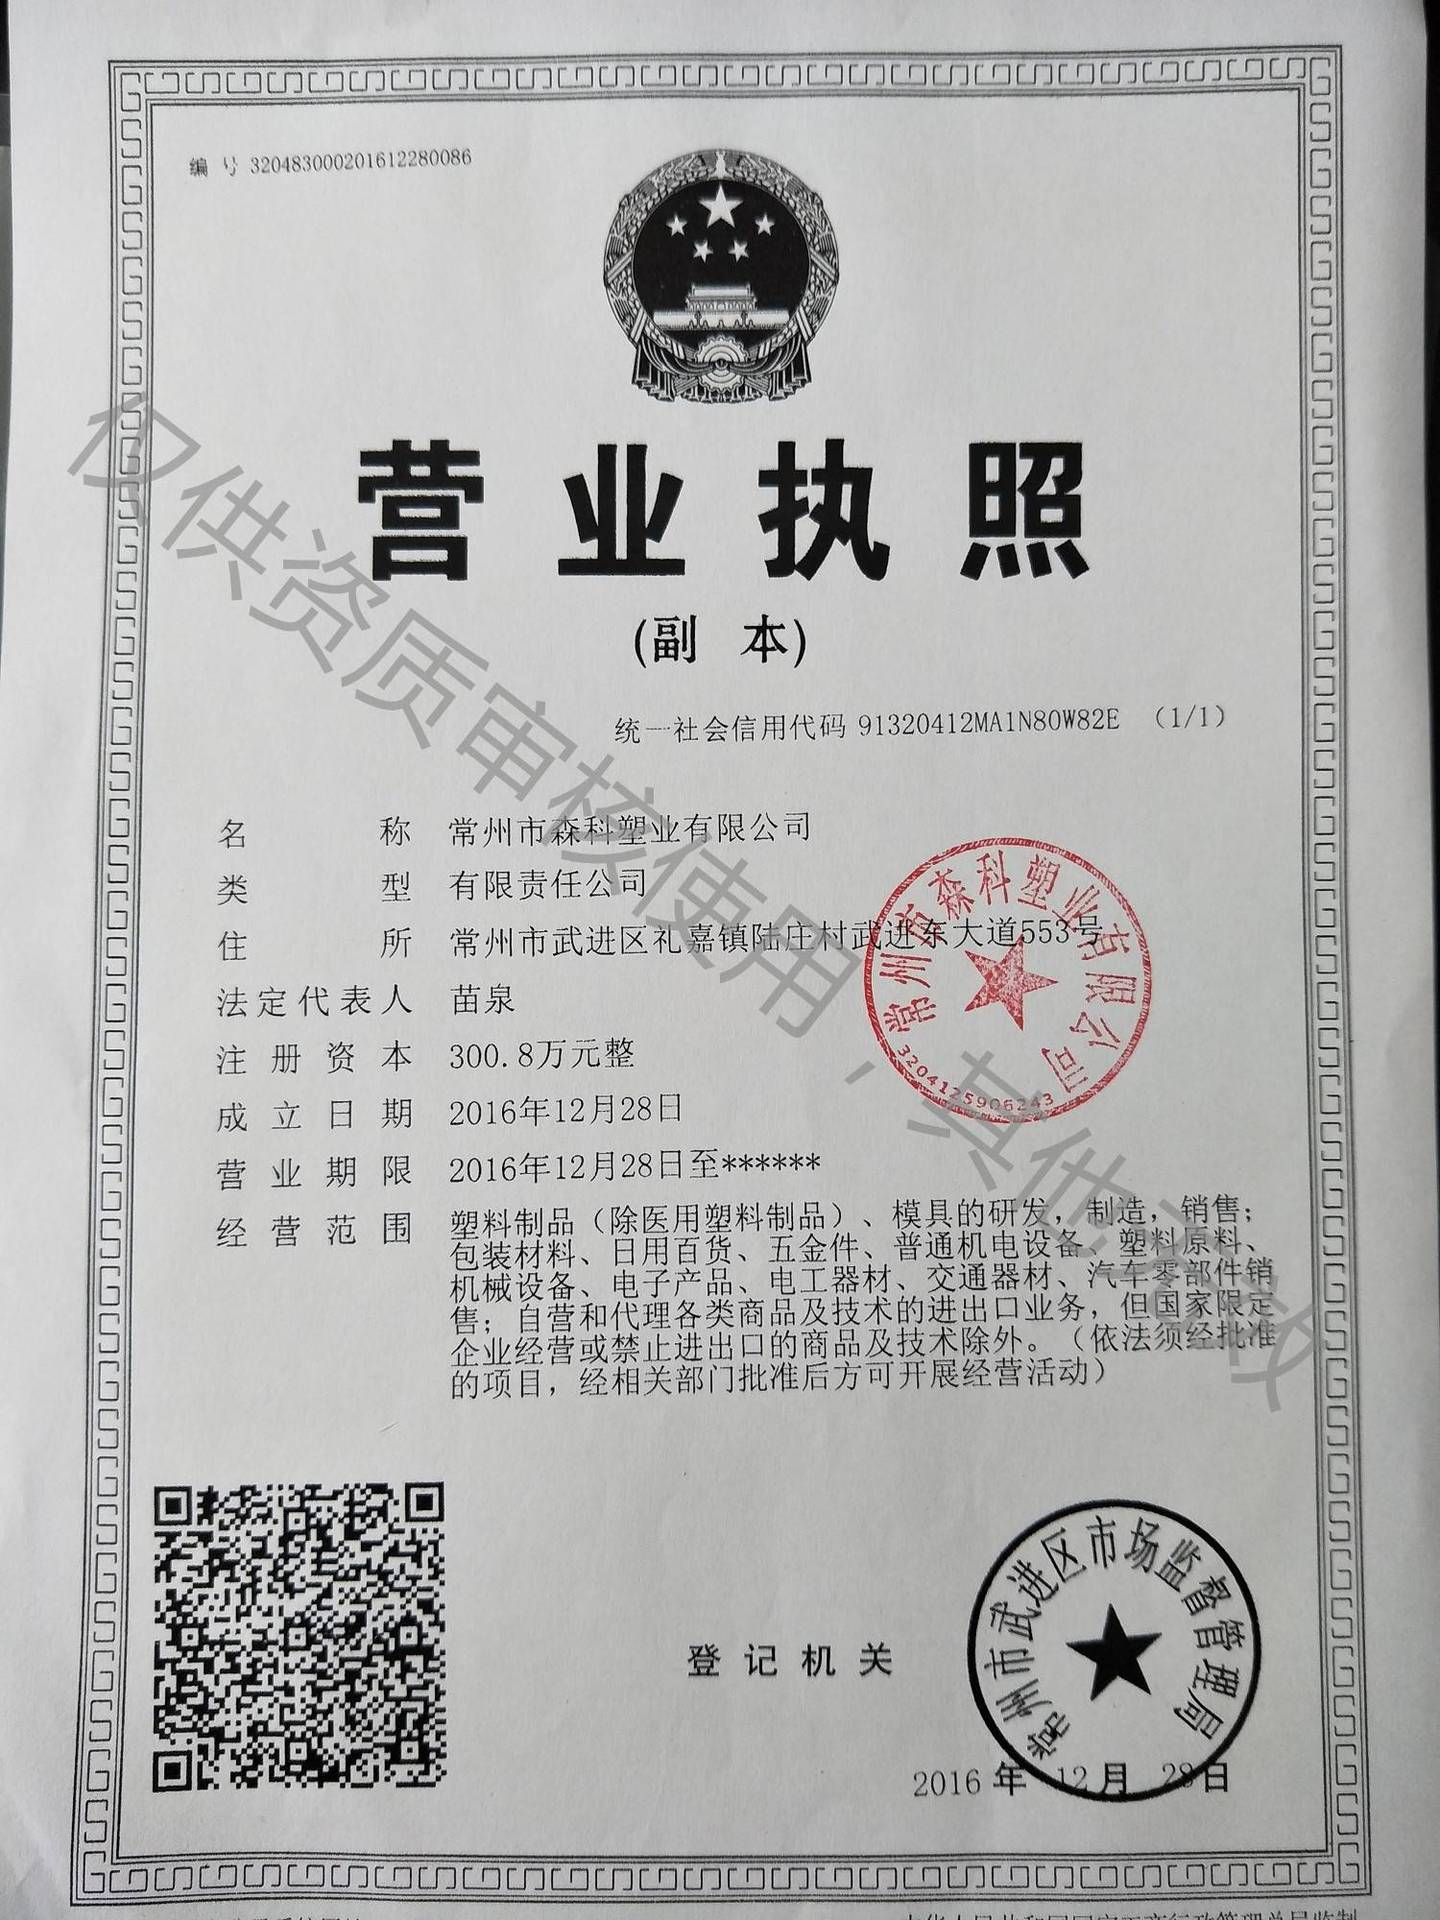 编 号 320483000201612280086
营业执照
(副 本)
统一社会信用代码 91320412MA1N80W82E （1/1）
名 称 常州市森科塑业有限公司
类 型 有限责任公司
住 所 常州市武进区礼嘉镇陆庄村武进东大道553号
法定代表人 苗泉
注册资本 300.8万元整
成立日期 2016年12月28日
营业期限 2016年12月28日至******
经营范围 塑料制品（除医用塑料制品）、模具的研发，制造，销售；
包装材料、日用百货、五金件、普通机电设备、塑料原料、
机械设备、电子产品、电工器材、交通器材、汽车零部件销
售；自营和代理各类商品及技术的进出口业务，但国家限定
企业经营或禁止进出口的商品及技术除外。（依法须经批准
的项目，经相关部门批准后方可开展经营活动）
常州市森科塑业有限公司
3204125906243
仅供资质审核使用，其他无效
登记机关
常州市武进区市场监督管理局
2016 年 12 月 28 日